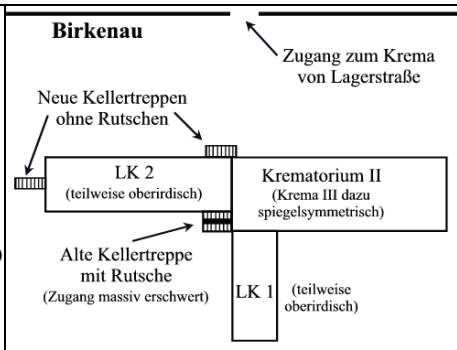 Birkenau
Zugang zum Krema
von Lagerstraße
Neue Kellertreppen
ohne Rutschen
LK 2
(teilweise oberirdisch)
Krematorium II
(Krema III dazu
spiegelsymmetrisch)
Alte Kellertreppe
mit Rutsche
(Zugang massiv erschwert)
LK 1
(teilweise
oberirdisch)